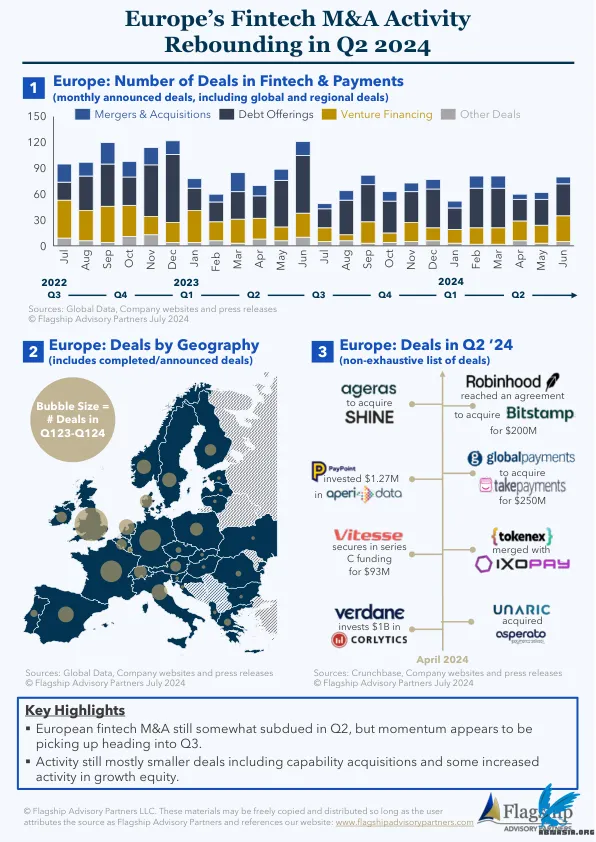 Europe's Fintech M&A Activity
Rebounding in Q2 2024
1 Europe: Number of Deals in Fintech & Payments
(monthly announced deals, including global and regional deals)
Mergers & Acquisitions Debt Offerings Venture Financing Other Deals
150
120
90
60
30
0
Jul Aug Sep Oct Nov Dec Jan Feb Mar Apr May Jun Jul Aug Sep Oct Nov Dec Jan Feb Mar Apr May Jun
2022 2023 2024
Q3 Q4 Q1 Q2 Q3 Q4 Q1 Q2
Sources: Global Data, Company websites and press releases
© Flagship Advisory Partners July 2024
2 Europe: Deals by Geography
(includes completed/announced deals)
Bubble Size =
# Deals in
Q123-Q124
Sources: Global Data, Company websites and press releases
© Flagship Advisory Partners July 2024
3 Europe: Deals in Q2 '24
(non-exhaustive list of deals)
ageras
to acquire
SHINE
Robinhood
reached an agreement
to acquire Bitstamp
for $200M
PayPoint
invested $1.27M
in aperi data
globalpayments
to acquire
takepayments
for $250M
Vitesse
secures in series
C funding
for $93M
{tokenex}
merged with
IXOPAY
verdane
invests $1B in
CORLYTICS
UNARIC
acquired
asperato
April 2024
Sources: Crunchbase, Company websites and press releases
© Flagship Advisory Partners July 2024
Key Highlights
▪ European fintech M&A still somewhat subdued in Q2, but momentum appears to be
picking up heading into Q3.
▪ Activity still mostly smaller deals including capability acquisitions and some increased
activity in growth equity.
© Flagship Advisory Partners LLC. These materials may be freely copied and distributed so long as the user
attributes the source as Flagship Advisory Partners and references our website: www.flagshipadvisorypartners.com
Flagship
ADVISORY PARTNERS